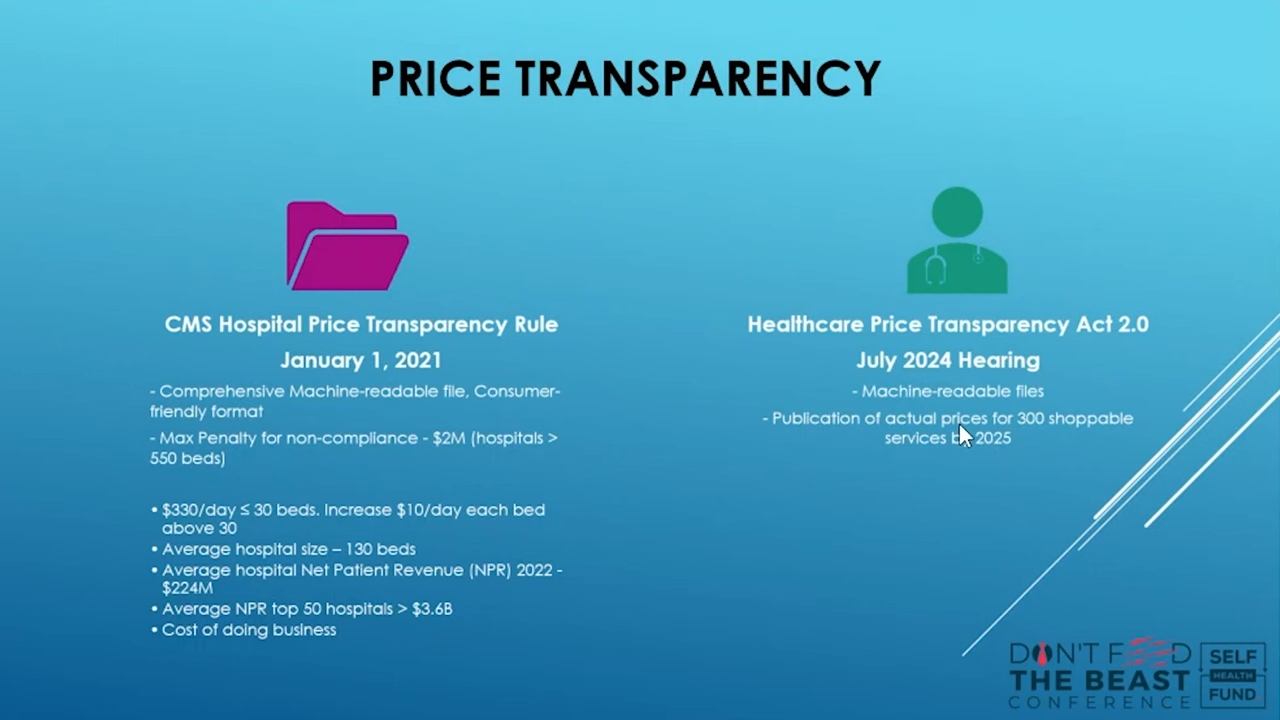 PRICE TRANSPARENCY
CMS Hospital Price Transparency Rule
January 1, 2021
- Comprehensive Machine-readable file, Consumer-
friendly format
- Max Penalty for non-compliance - $2M (hospitals >
550 beds)
• $330/day ≤ 30 beds. Increase $10/day each bed
above 30
• Average hospital size – 130 beds
• Average hospital Net Patient Revenue (NPR) 2022 -
$224M
• Average NPR top 50 hospitals > $3.6B
• Cost of doing business
Healthcare Price Transparency Act 2.0
July 2024 Hearing
- Machine-readable files
- Publication of actual prices for 300 shoppable
services by 2025
DON'T FEED
THE BEAST
CONFERENCE
SELF
HEALTH
FUND